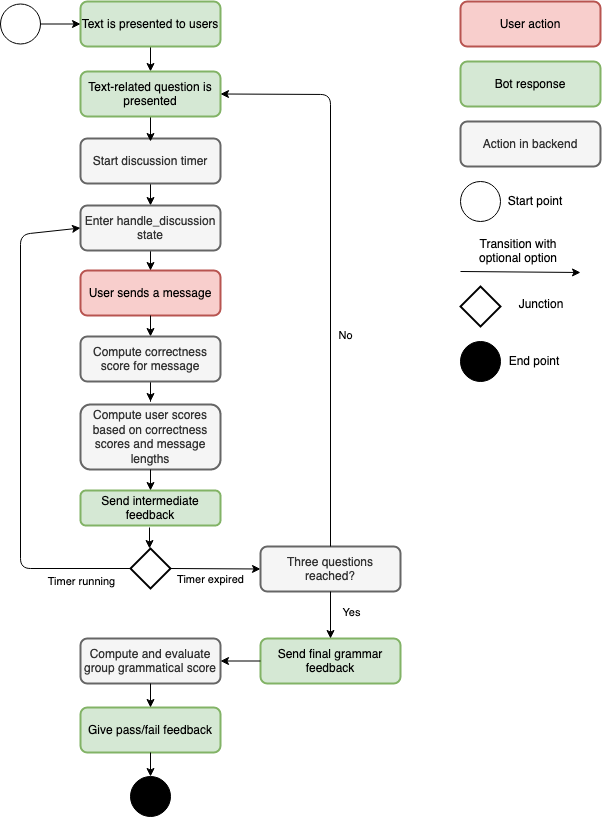 Text is presented to users
Text-related question is
presented
Start discussion timer
Enter handle_discussion
state
User sends a message
Compute correctness
score for message
Compute user scores
based on correctness
scores and message
lengths
Send intermediate
feedback
Timer running
Timer expired
Three questions
reached?
No
Yes
Send final grammar
feedback
Compute and evaluate
group grammatical score
Give pass/fail feedback
User action
Bot response
Action in backend
Start point
Transition with
optional option
Junction
End point